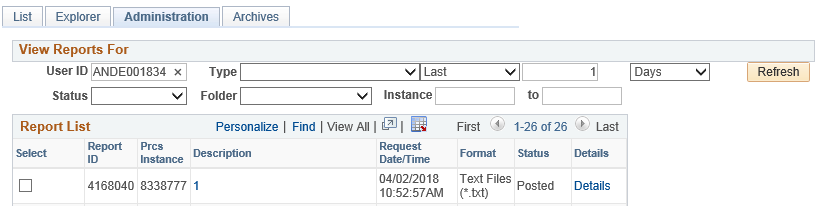 List Explorer Administration Archives
View Reports For
User ID ANDE001834 × Type Last 1 Days Refresh
Status Folder Instance to
Report List Personalize | Find | View All | | First 1-26 of 26 Last
Select Report ID Prcs Instance Description Request Date/Time Format Status Details
4168040 8338777 1 04/02/2018 10:52:57AM Text Files (*.txt) Posted Details